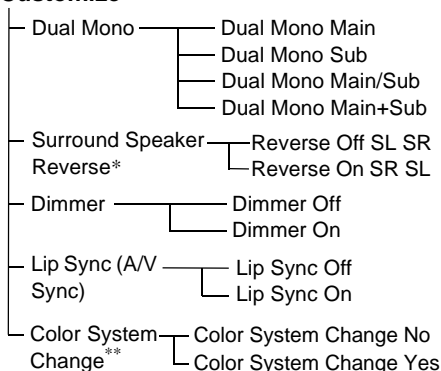 Dual Mono Dual Mono Main
Dual Mono Sub
Dual Mono Main/Sub
Dual Mono Main+Sub
Surround Speaker Reverse Off SL SR
Reverse* Reverse On SR SL
Dimmer Dimmer Off
Dimmer On
Lip Sync (A/V Lip Sync Off
Sync) Lip Sync On
Color System Color System Change No
Change** Color System Change Yes